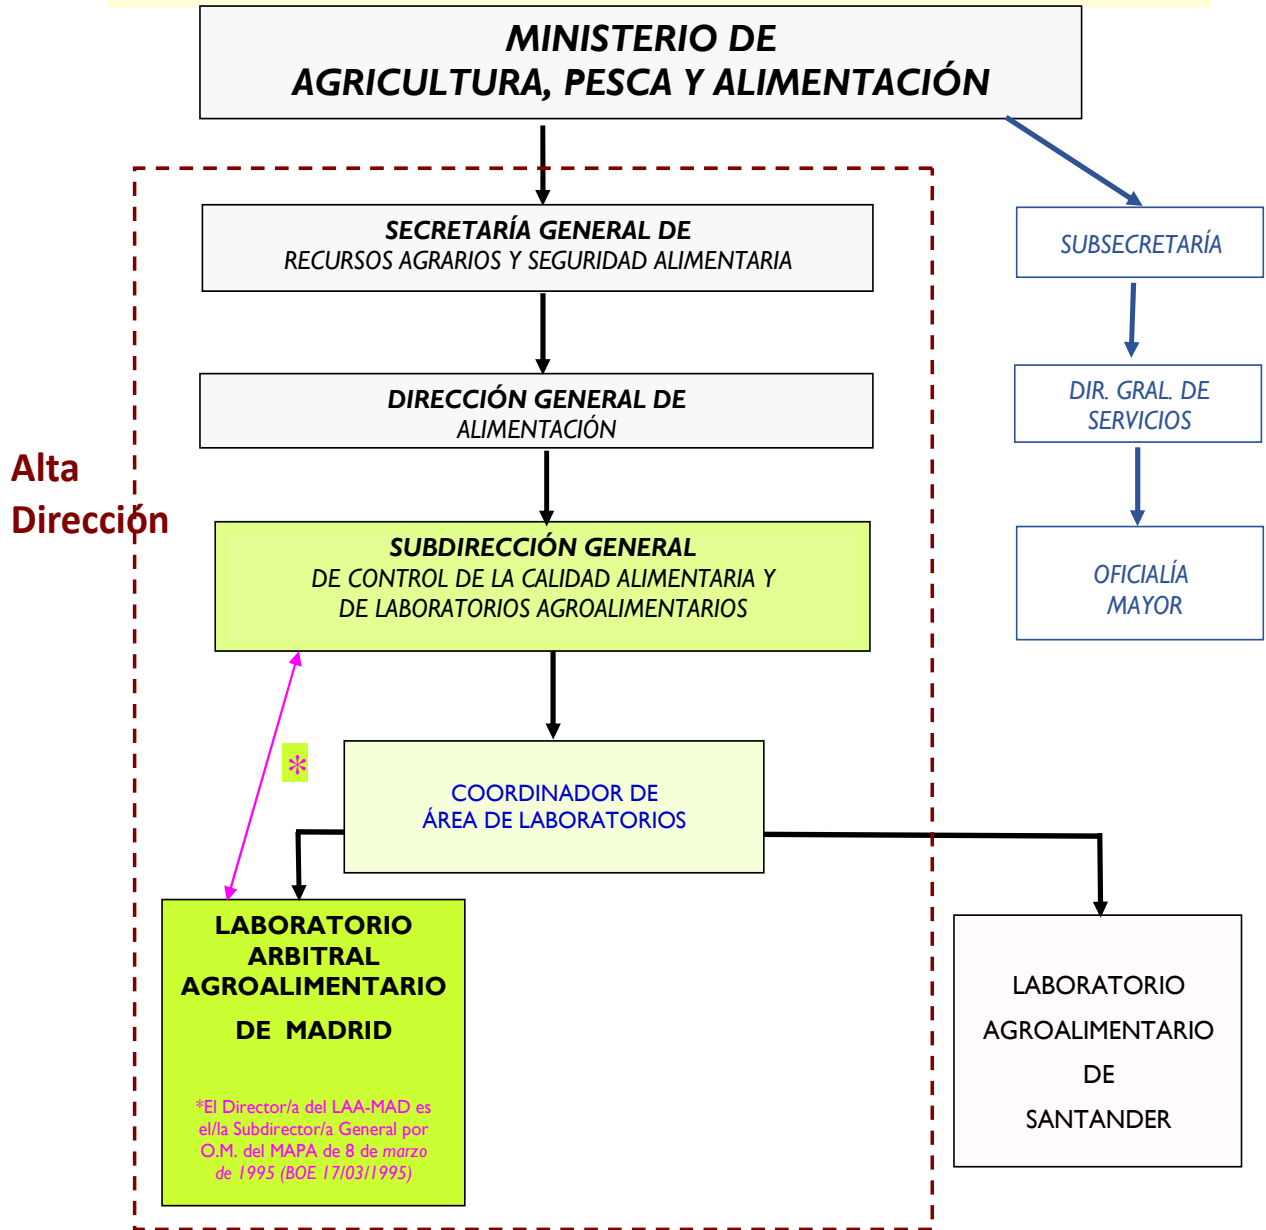 MINISTERIO DE
AGRICULTURA, PESCA Y ALIMENTACIÓN
SECRETARÍA GENERAL DE
RECURSOS AGRARIOS Y SEGURIDAD ALIMENTARIA
SUBSECRETARÍA
DIRECCIÓN GENERAL DE
ALIMENTACIÓN
DIR. GRAL. DE
SERVICIOS
Alta
Dirección
SUBDIRECCIÓN GENERAL
DE CONTROL DE LA CALIDAD ALIMENTARIA Y
DE LABORATORIOS AGROALIMENTARIOS
OFICIALÍA
MAYOR
*
COORDINADOR DE
ÁREA DE LABORATORIOS
LABORATORIO
ARBITRAL
AGROALIMENTARIO
DE MADRID
*El Director/a del LAA-MAD es
el/la Subdirector/a General por
O.M. del MAPA de 8 de marzo
de 1995 (BOE 17/03/1995)
LABORATORIO
AGROALIMENTARIO
DE
SANTANDER